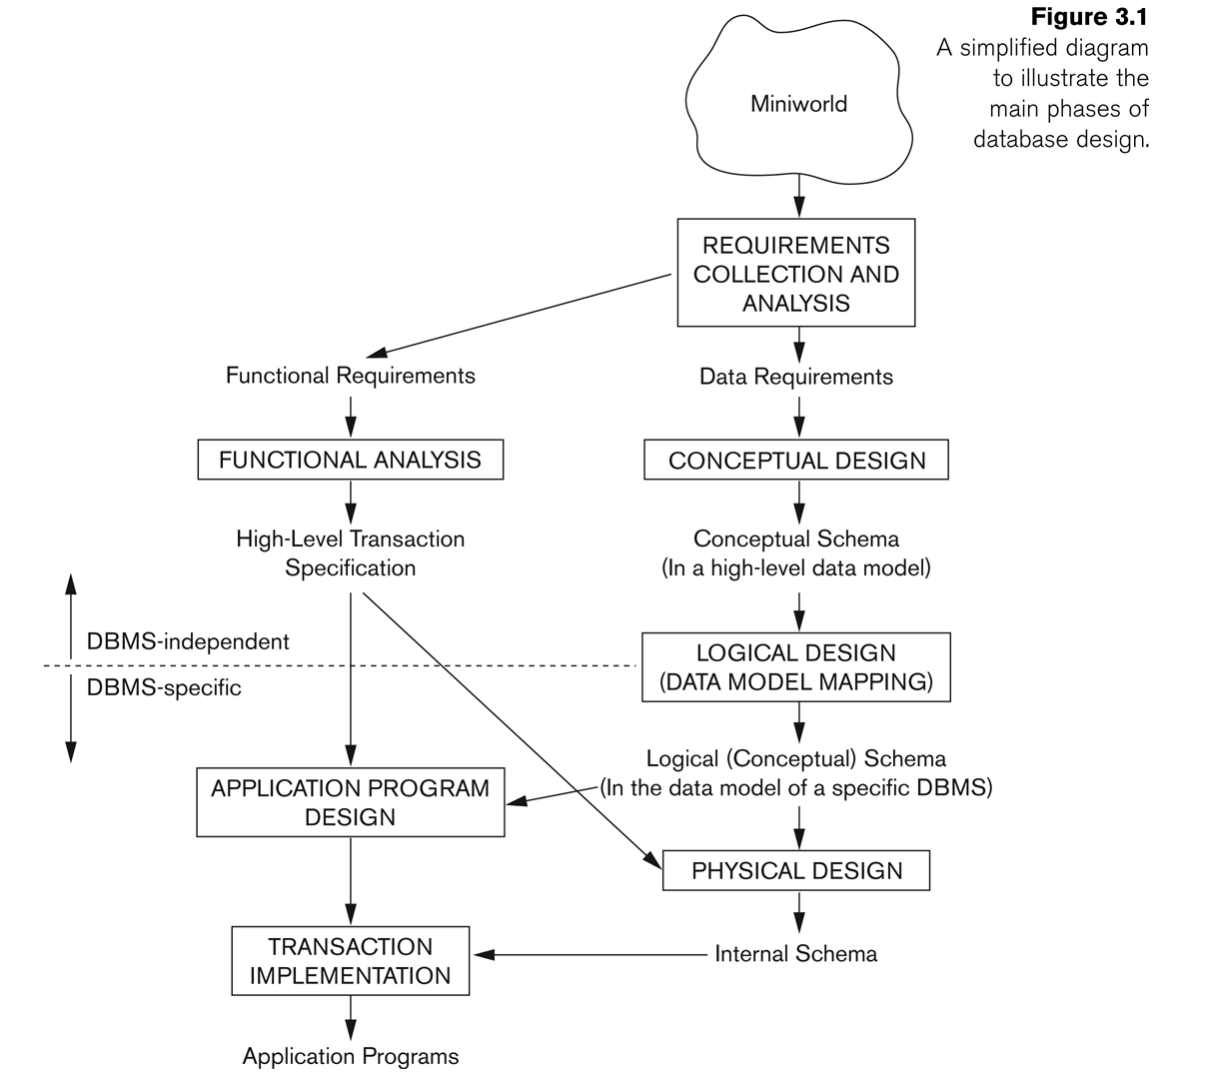 Figure 3.1
A simplified diagram
to illustrate the
main phases of
database design.
Miniworld
REQUIREMENTS
COLLECTION AND
ANALYSIS
Functional Requirements
Data Requirements
FUNCTIONAL ANALYSIS
CONCEPTUAL DESIGN
High-Level Transaction
Specification
Conceptual Schema
(In a high-level data model)
DBMS-independent
DBMS-specific
LOGICAL DESIGN
(DATA MODEL MAPPING)
Logical (Conceptual) Schema
(In the data model of a specific DBMS)
APPLICATION PROGRAM
DESIGN
PHYSICAL DESIGN
TRANSACTION
IMPLEMENTATION
Internal Schema
Application Programs